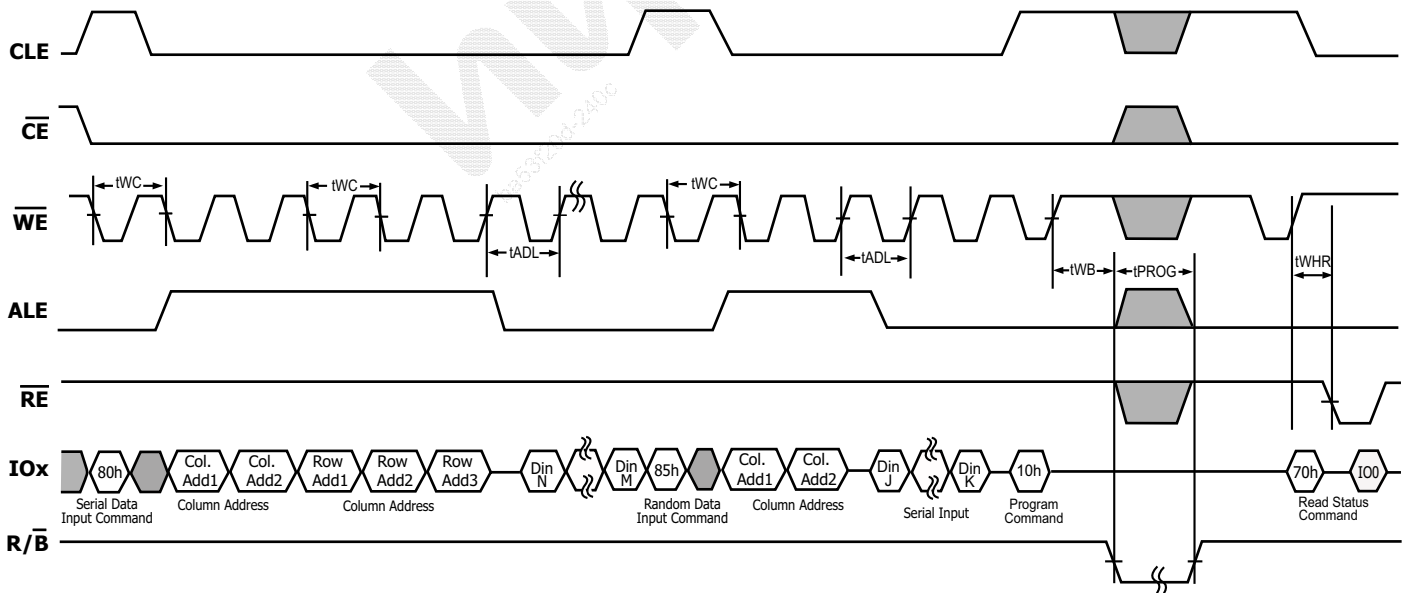 CLE
CE
WE
tWC
tWC
tADL
tWC
tADL
tWB
tPROG
tWHR
ALE
RE
IOx
80h
Col. Add1
Col. Add2
Row Add1
Row Add2
Row Add3
Din N
Din M
85h
Col. Add1
Col. Add2
Din J
Din K
10h
70h
IO0
Serial Data
Input Command
Column Address
Column Address
Random Data
Input Command
Column Address
Serial Input
Program
Command
Read Status
Command
R/B